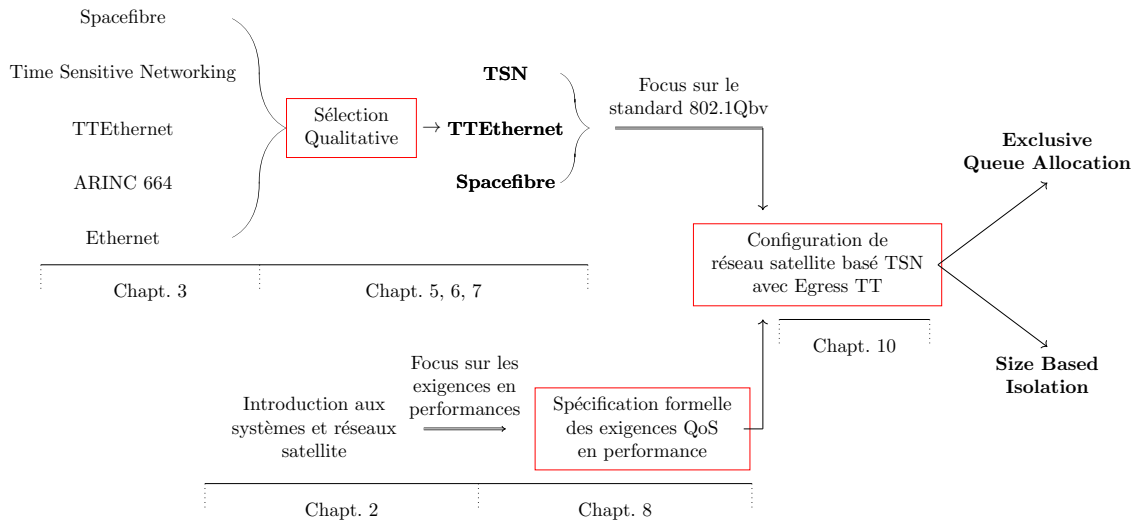 Spacefibre
Time Sensitive Networking
TTEthernet
ARINC 664
Ethernet
Sélection
Qualitative
TSN
TTEthernet
Spacefibre
Focus sur le
standard 802.1Qbv
Chapt. 3
Chapt. 5, 6, 7
Configuration de
réseau satellite basé TSN
avec Egress TT
Exclusive
Queue Allocation
Size Based
Isolation
Chapt. 10
Introduction aux
systèmes et réseaux
satellite
Focus sur les
exigences en
performances
Spécification formelle
des exigences QoS
en performance
Chapt. 2
Chapt. 8